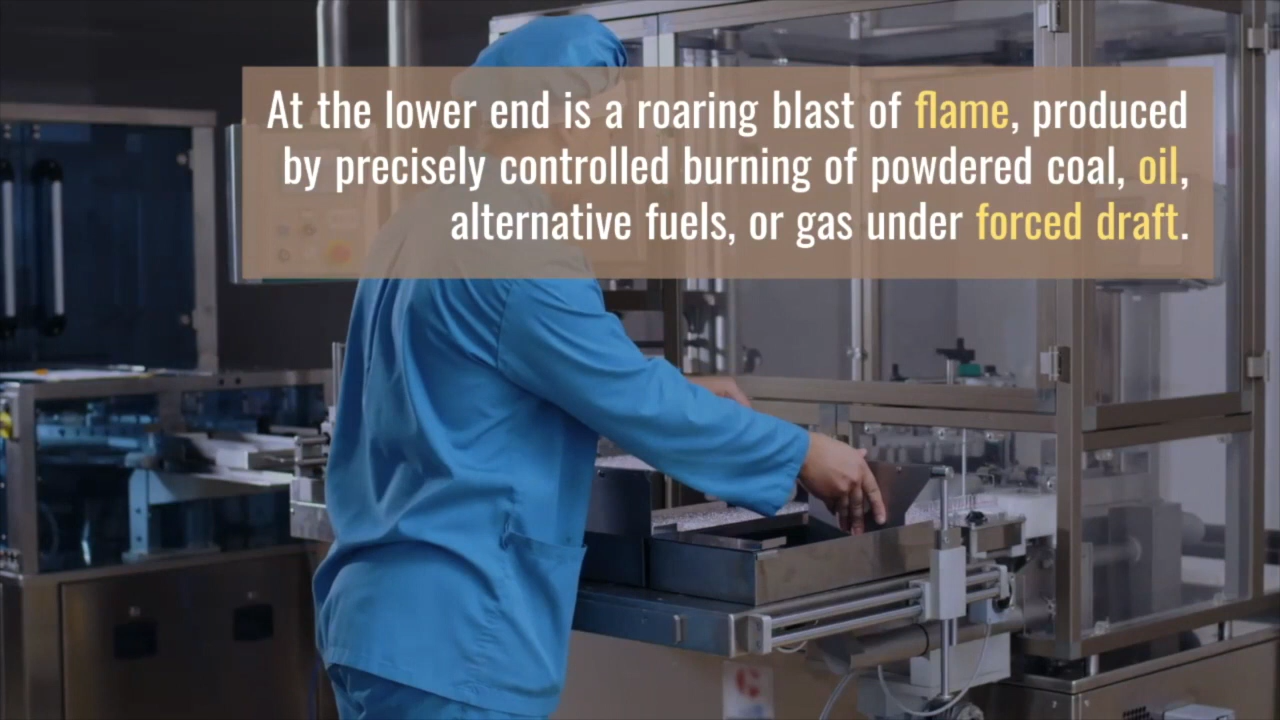 At the lower end is a roaring blast of flame, produced
by precisely controlled burning of powdered coal, oil,
alternative fuels, or gas under forced draft.